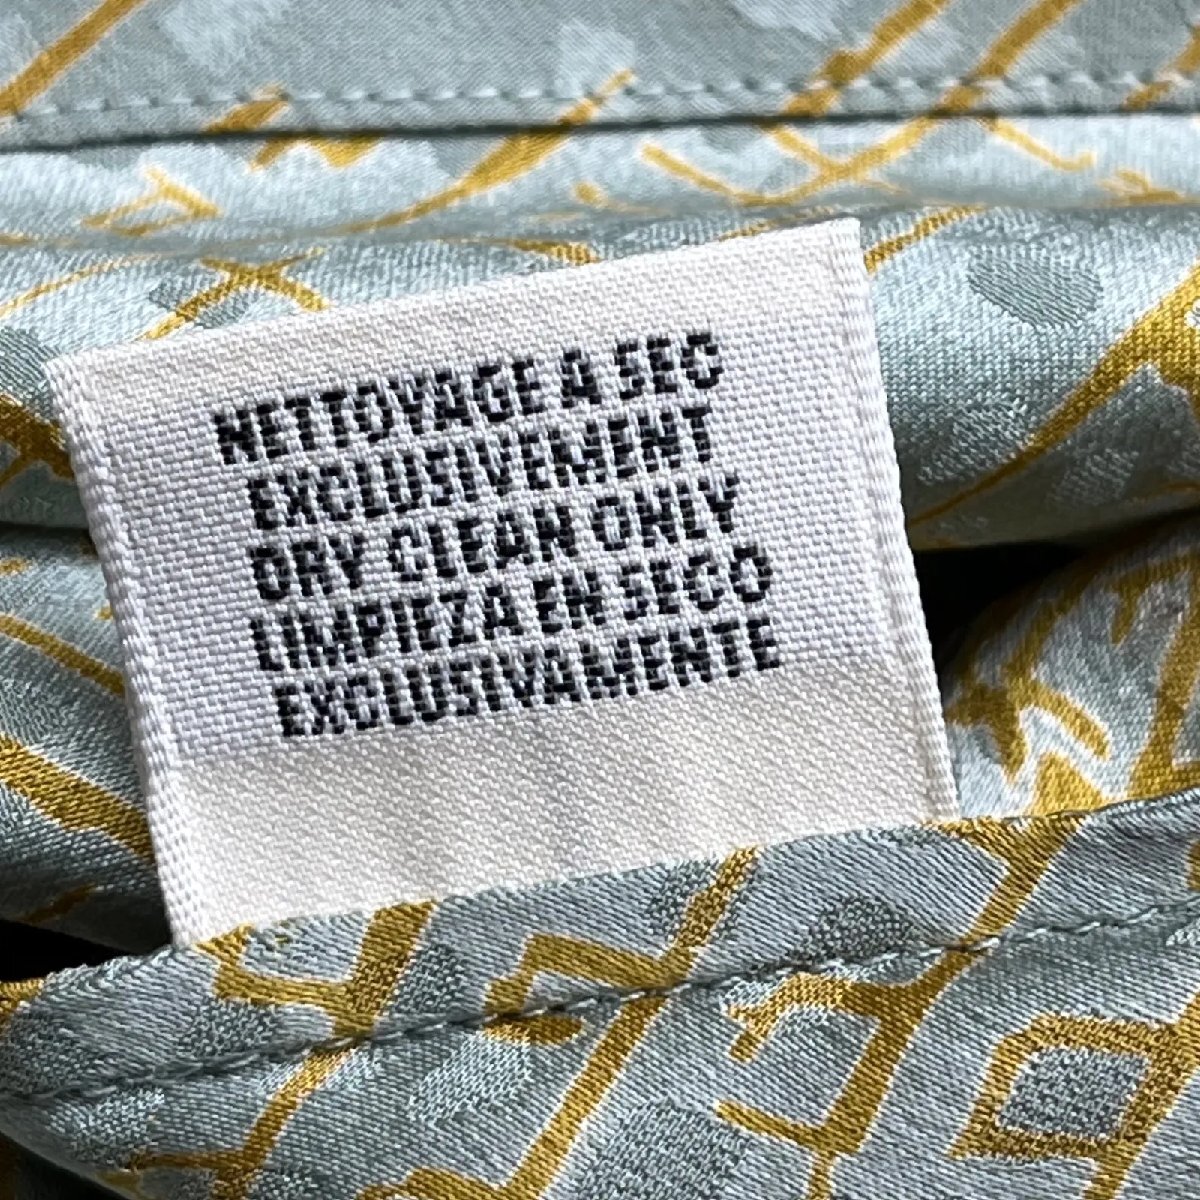 NETTOYAGE A SEC
EXCLUSIVEMENT
DRY CLEAN ONLY
LIMPIEZA EN SECO
EXCLUSIVAMENTE